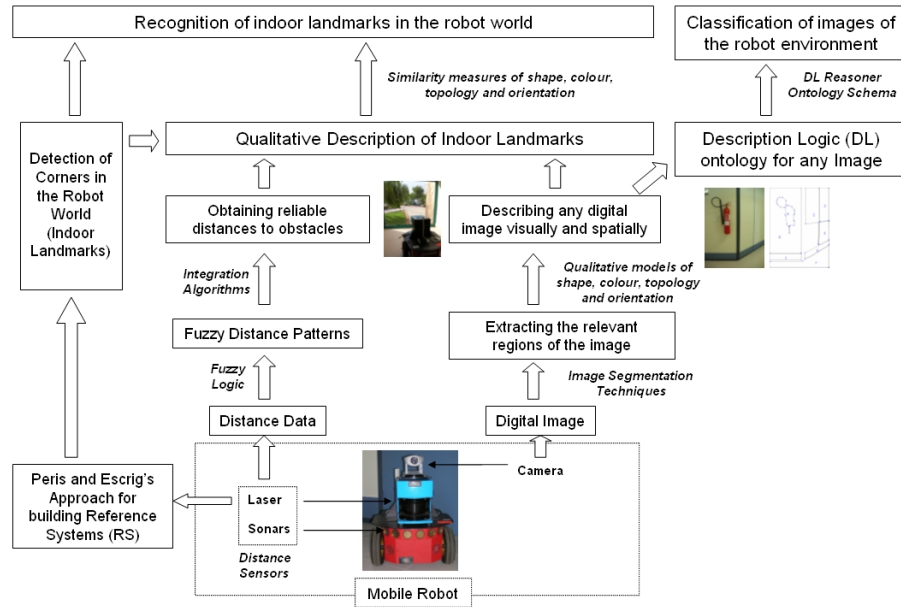 Recognition of indoor landmarks in the robot world
Classification of images of
the robot environment
Similarity measures of shape, colour,
topology and orientation
DL Reasoner
Ontology Schema
Detection of
Corners in
the Robot
World
(Indoor
Landmarks)
Qualitative Description of Indoor Landmarks
Description Logic (DL)
ontology for any Image
Obtaining reliable
distances to obstacles
Describing any digital
image visually and spatially
Integration
Algorithms
Qualitative models of
shape, colour, topology
and orientation
Fuzzy Distance Patterns
Extracting the relevant
regions of the image
Fuzzy
Logic
Image Segmentation
Techniques
Distance Data
Digital Image
Peris and Escrig's
Approach for
building Reference
Systems (RS)
Camera
Laser
Sonars
Distance
Sensors
Mobile Robot